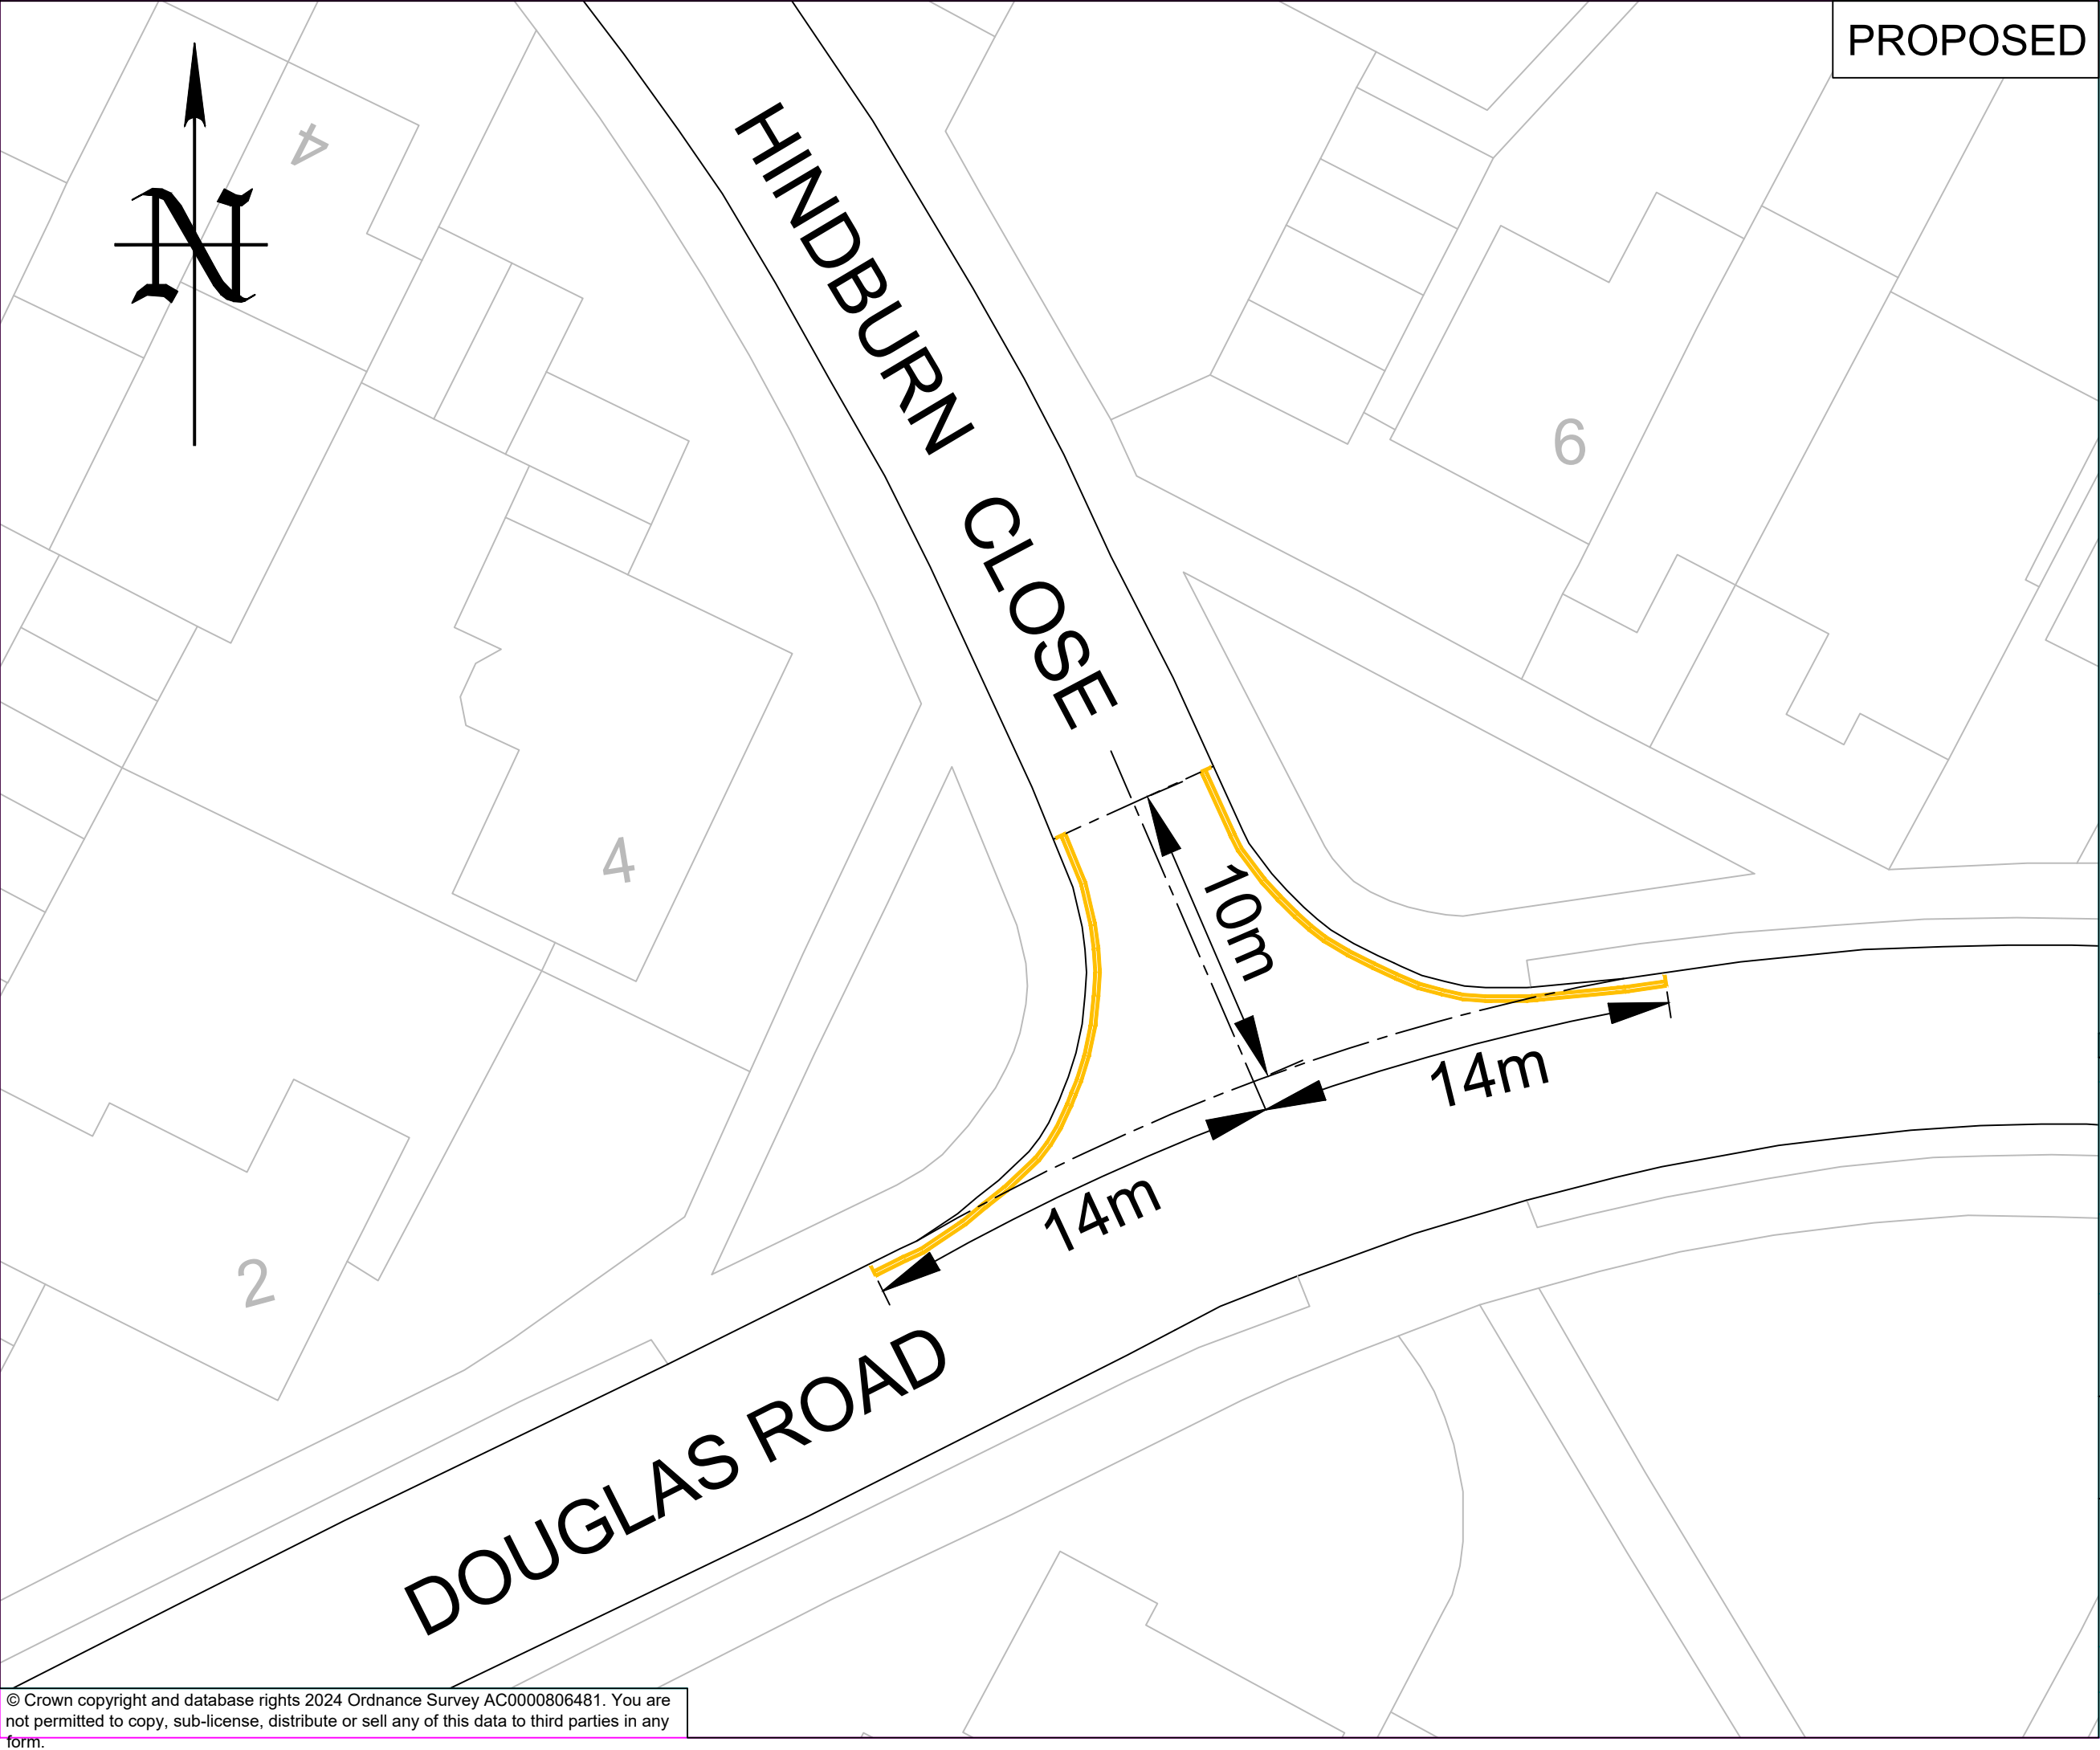 PROPOSED
4
N
HINDBURN CLOSE
6
4
10m
14m
14m
2
DOUGLAS ROAD
© Crown copyright and database rights 2024 Ordnance Survey AC0000806481. You are
not permitted to copy, sub-license, distribute or sell any of this data to third parties in any
form.